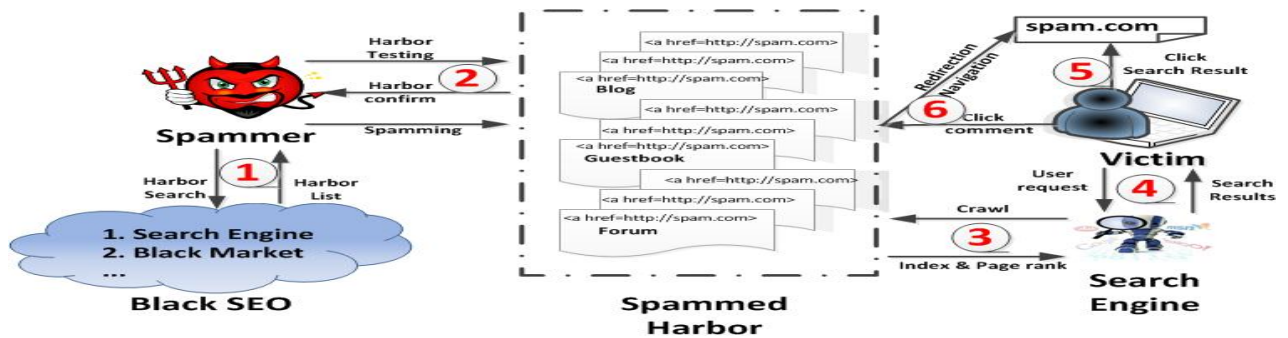 Harbor
Testing
2
Harbor
confirm
Spamming
Spammer
1
Harbor
Search
Harbor
List
1. Search Engine
2. Black Market
...
Black SEO
<a href=http://spam.com>
<a href=http://spam.com>
<a href=http://spam.com>
Blog
<a href=http://spam.com>
<a href=http://spam.com>
<a href=http://spam.com>
Guestbook
<a href=http://spam.com>
<a href=http://spam.com>
<a href=http://spam.com>
Forum
Spammed
Harbor
spam.com
Redirection
Navigation
5
Click
Search Result
6
Click
comment
Victim
User
request
4
Search
Results
Crawl
3
Index & Page rank
Search
Engine